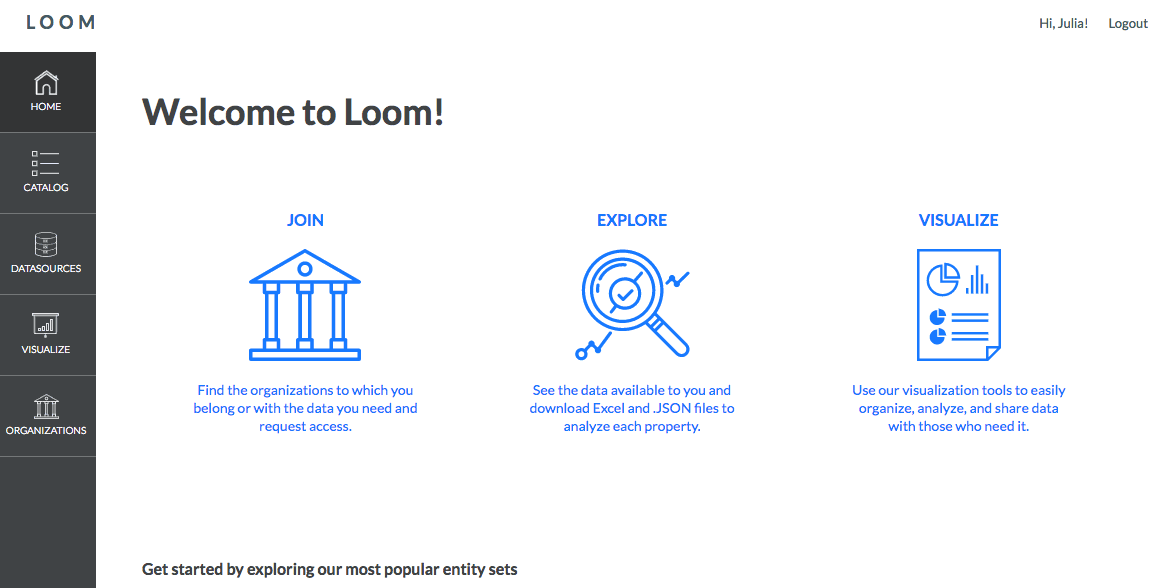 LOOM
Hi, Julia! Logout
HOME
CATALOG
DATASOURCES
VISUALIZE
ORGANIZATIONS
Welcome to Loom!
JOIN
Find the organizations to which you
belong or with the data you need and
request access.
EXPLORE
See the data available to you and
download Excel and .JSON files to
analyze each property.
VISUALIZE
Use our visualization tools to easily
organize, analyze, and share data
with those who need it.
Get started by exploring our most popular entity sets